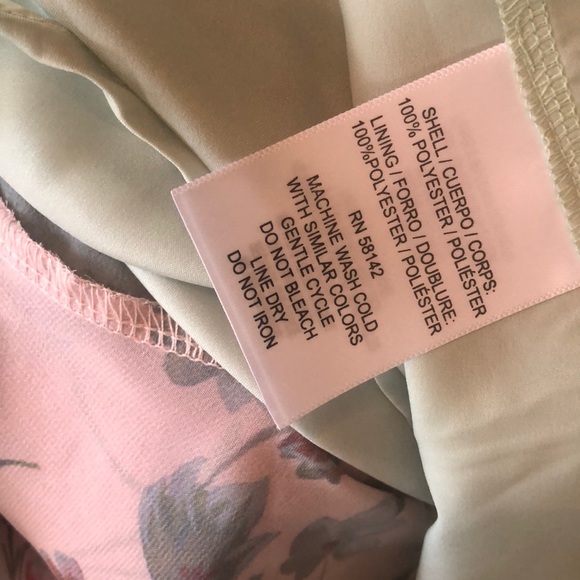 SHELL / CUERPO / CORPS:
100% POLYESTER / POLIÉSTER
LINING / FORRO / DOUBLURE:
100%POLYESTER / POLIÉSTER
RN 58142
MACHINE WASH COLD
WITH SIMILAR COLORS
GENTLE CYCLE
DO NOT BLEACH
LINE DRY
DO NOT IRON